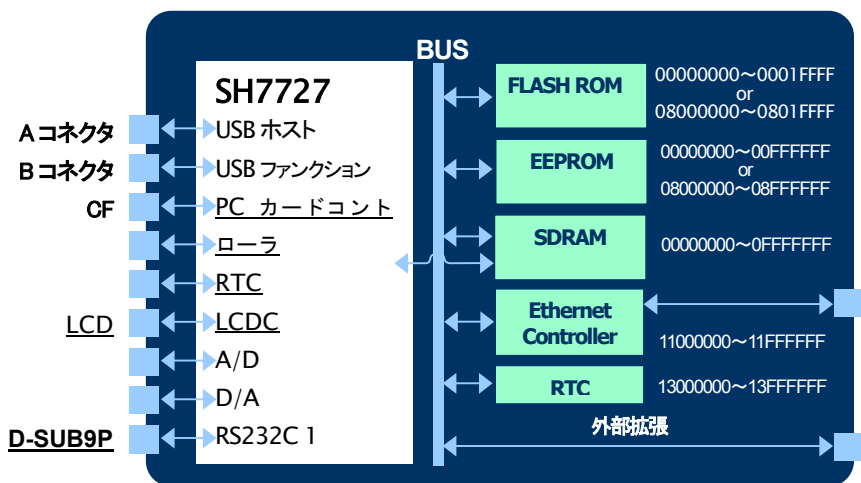 BUS
SH7727
Aコネクタ
USB ホスト
Bコネクタ
USB ファンクション
CF
PC カードコント
ローラ
RTC
LCD
LCDC
A/D
D/A
D-SUB9P
RS232C 1
FLASH ROM
00000000～0001FFFF
or
08000000～0801FFFF
EEPROM
00000000～00FFFFFF
or
08000000～08FFFFFF
SDRAM
00000000～0FFFFFFF
Ethernet
Controller
11000000～11FFFFFF
RTC
13000000～13FFFFFF
外部拡張